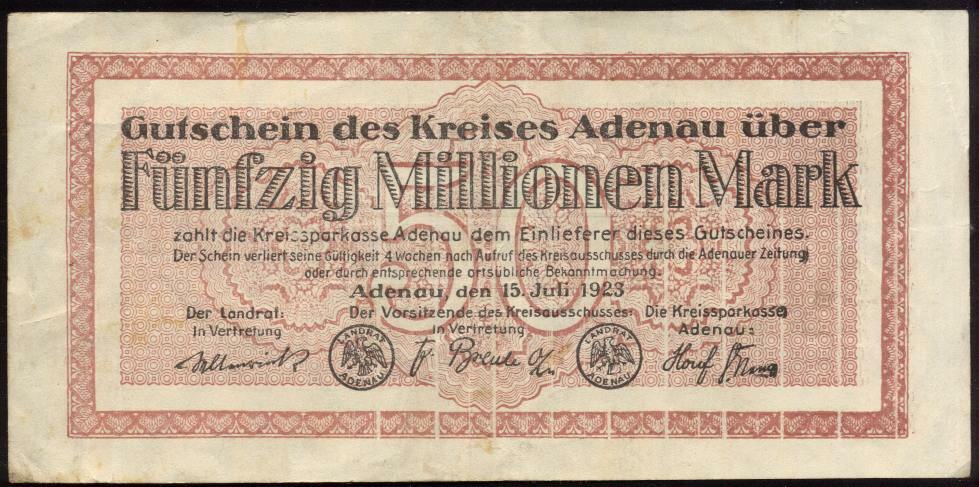 Gutschein des Kreises Adenau über
Fünfzig Millionen Mark
50
zahlt die Kreissparkasse Adenau dem Einlieferer dieses Gutscheines.
Der Schein verliert seine Gültigkeit 4 Wochen nach Aufruf des Kreisausschusses durch die Adenauer Zeitung
oder durch entsprechende ortsübliche Bekanntmachung.
Adenau, den 15. Juli 1923
Der Landrat: Der Vorsitzende des Kreisausschusses: Die Kreissparkasse
In Vertretung in Vertretung Adenau:
LANDRAT ADENAU LANDRAT ADENAU